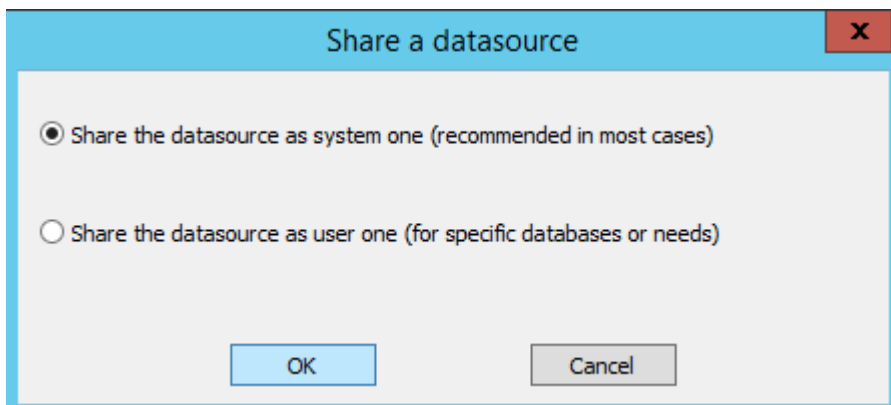 Share a datasource
x
Share the datasource as system one (recommended in most cases)
Share the datasource as user one (for specific databases or needs)
OK
Cancel